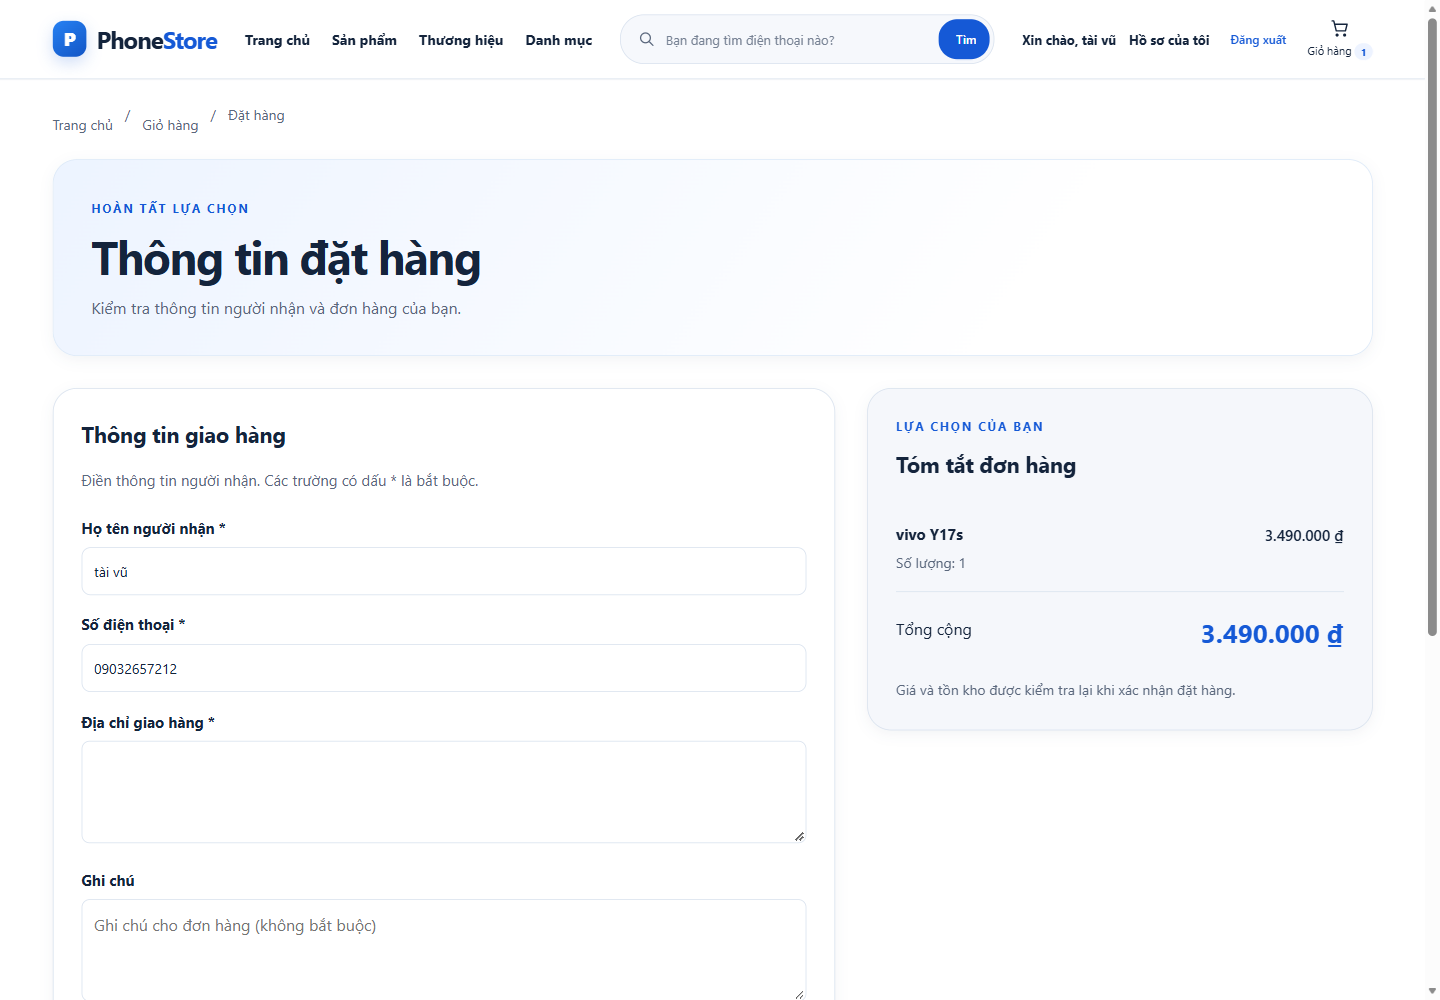 P PhoneStore Trang chủ Sản phẩm Thương hiệu Danh mục Bạn đang tìm điện thoại nào? Tìm Xin chào, tài vũ Hồ sơ của tôi Đăng xuất Giỏ hàng 1
Trang chủ / Giỏ hàng / Đặt hàng
HOÀN TẤT LỰA CHỌN
Thông tin đặt hàng
Kiểm tra thông tin người nhận và đơn hàng của bạn.
Thông tin giao hàng
Điền thông tin người nhận. Các trường có dấu * là bắt buộc.
Họ tên người nhận *
tài vũ
Số điện thoại *
09032657212
Địa chỉ giao hàng *
Ghi chú
Ghi chú cho đơn hàng (không bắt buộc)
LỰA CHỌN CỦA BẠN
Tóm tắt đơn hàng
vivo Y17s 3.490.000 ₫
Số lượng: 1
Tổng cộng 3.490.000 ₫
Giá và tồn kho được kiểm tra lại khi xác nhận đặt hàng.